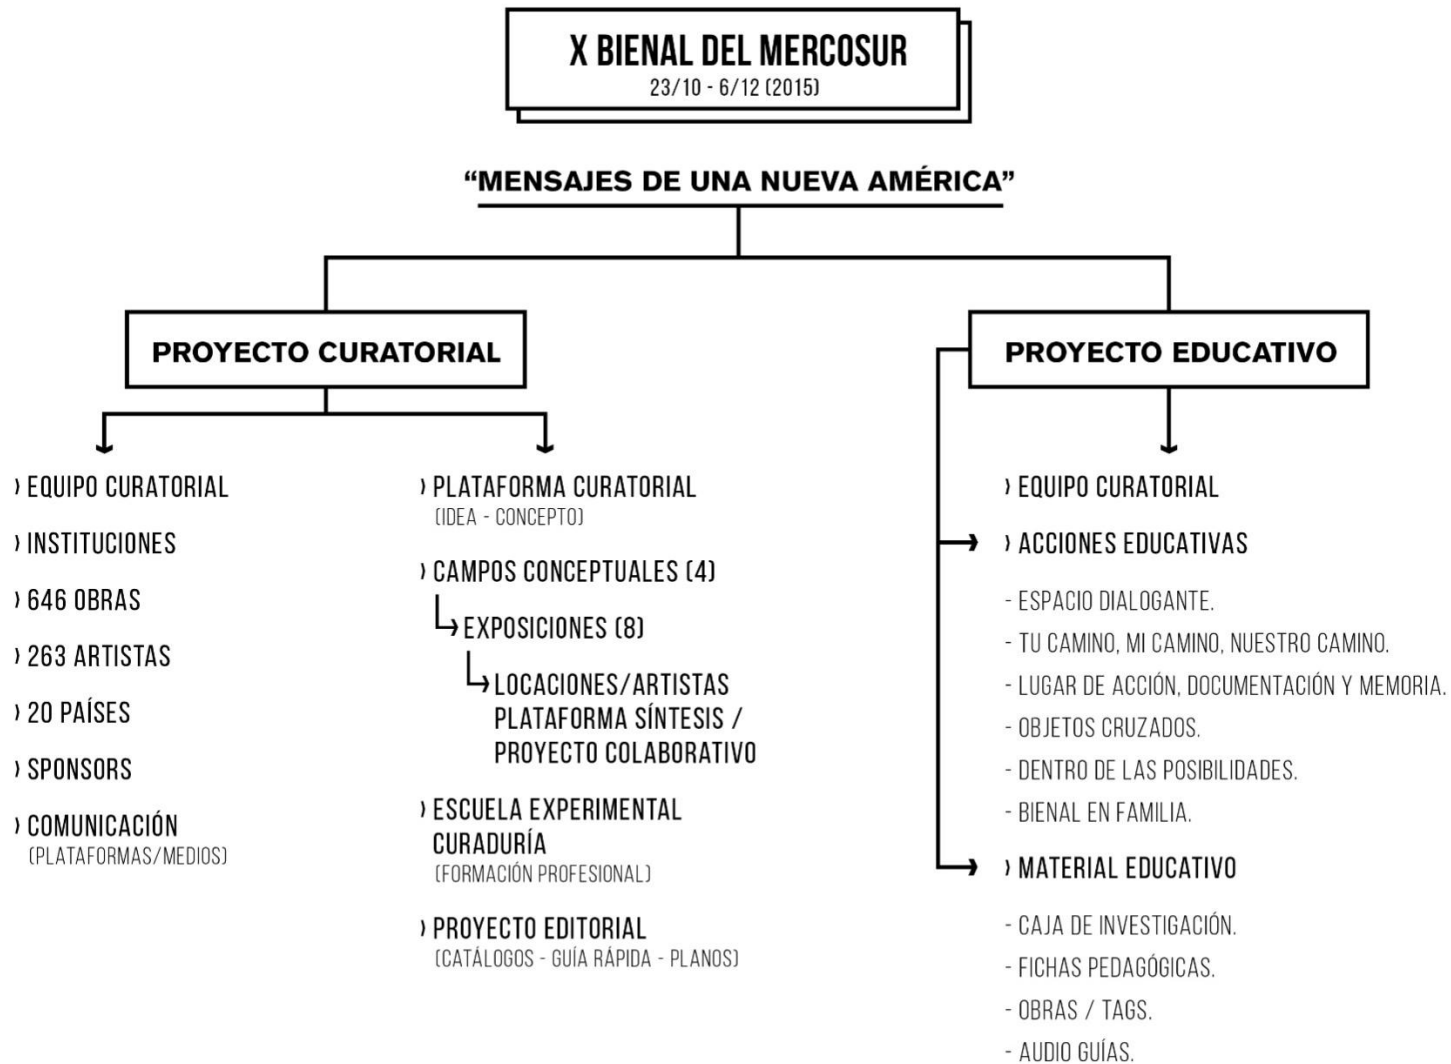 X BIENAL DEL MERCOSUR
23/10 - 6/12 (2015)
“MENSAJES DE UNA NUEVA AMÉRICA”
PROYECTO CURATORIAL
› EQUIPO CURATORIAL
› INSTITUCIONES
› 646 OBRAS
› 263 ARTISTAS
› 20 PAÍSES
› SPONSORS
› COMUNICACIÓN
(PLATAFORMAS/MEDIOS)
› PLATAFORMA CURATORIAL
(IDEA - CONCEPTO)
› CAMPOS CONCEPTUALES (4)
EXPOSICIONES (8)
LOCACIONES/ARTISTAS
PLATAFORMA SÍNTESIS /
PROYECTO COLABORATIVO
› ESCUELA EXPERIMENTAL
CURADURÍA
(FORMACIÓN PROFESIONAL)
› PROYECTO EDITORIAL
(CATÁLOGOS - GUÍA RÁPIDA - PLANOS)
PROYECTO EDUCATIVO
› EQUIPO CURATORIAL
› ACCIONES EDUCATIVAS
- ESPACIO DIALOGANTE.
- TU CAMINO, MI CAMINO, NUESTRO CAMINO.
- LUGAR DE ACCIÓN, DOCUMENTACIÓN Y MEMORIA.
- OBJETOS CRUZADOS.
- DENTRO DE LAS POSIBILIDADES.
- BIENAL EN FAMILIA.
› MATERIAL EDUCATIVO
- CAJA DE INVESTIGACIÓN.
- FICHAS PEDAGÓGICAS.
- OBRAS / TAGS.
- AUDIO GUÍAS.